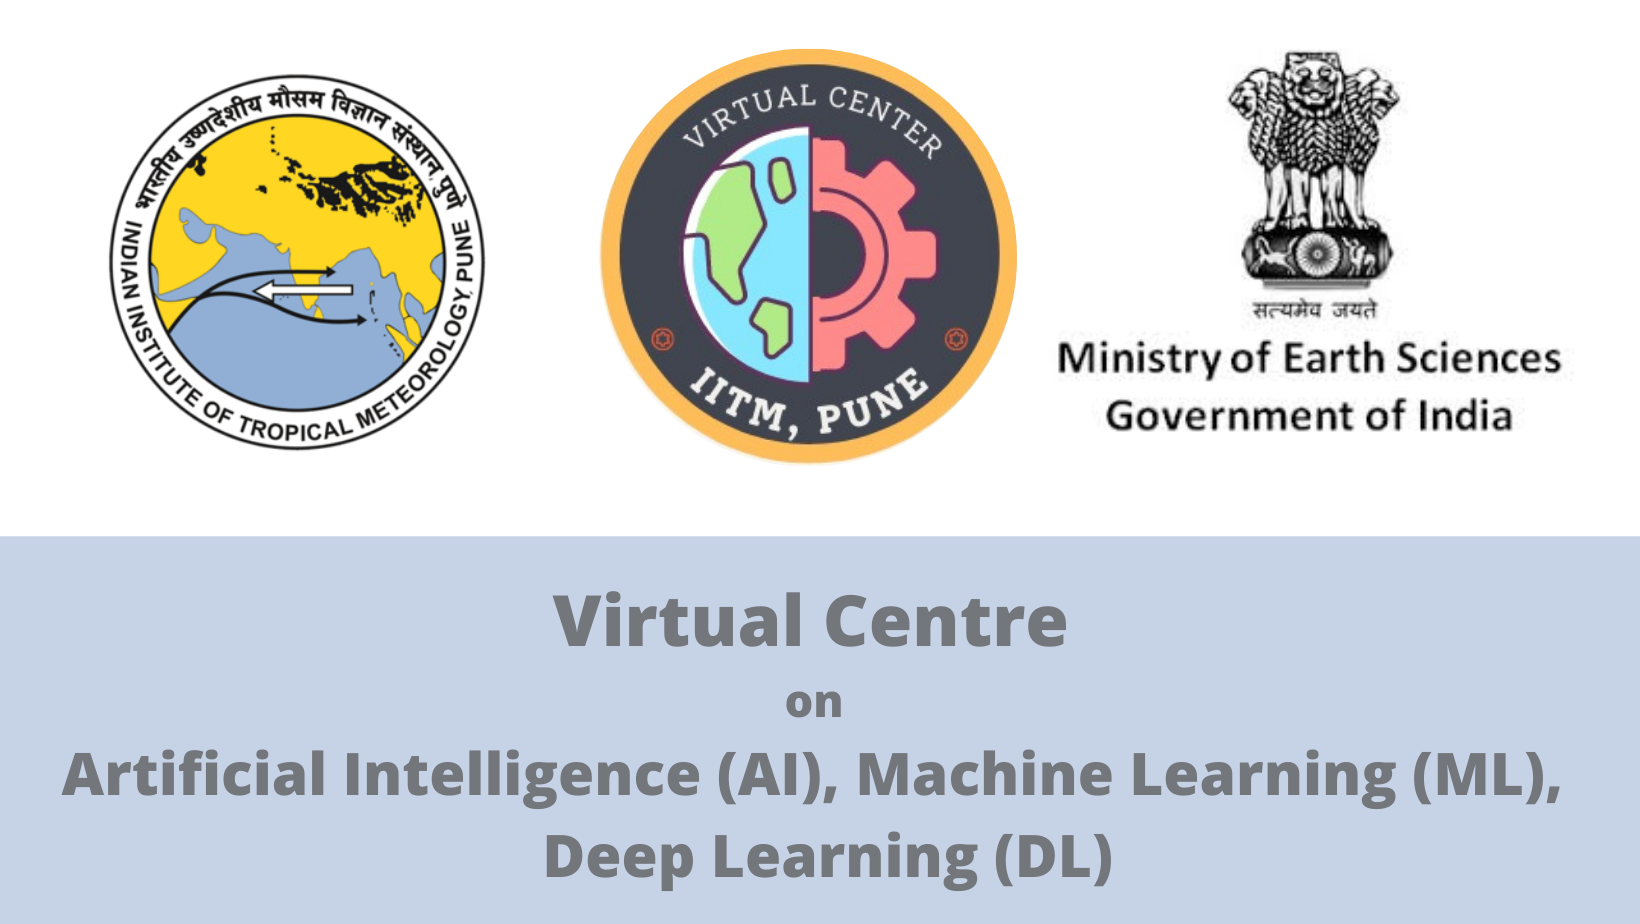 भारतीय उष्णदेशीय मौसम विज्ञान संस्थान, पुणे
INDIAN INSTITUTE OF TROPICAL METEOROLOGY, PUNE
VIRTUAL CENTER
IITM, PUNE
सत्यमेव जयते
Ministry of Earth Sciences
Government of India
Virtual Centre
on
Artificial Intelligence (AI), Machine Learning (ML),
Deep Learning (DL)